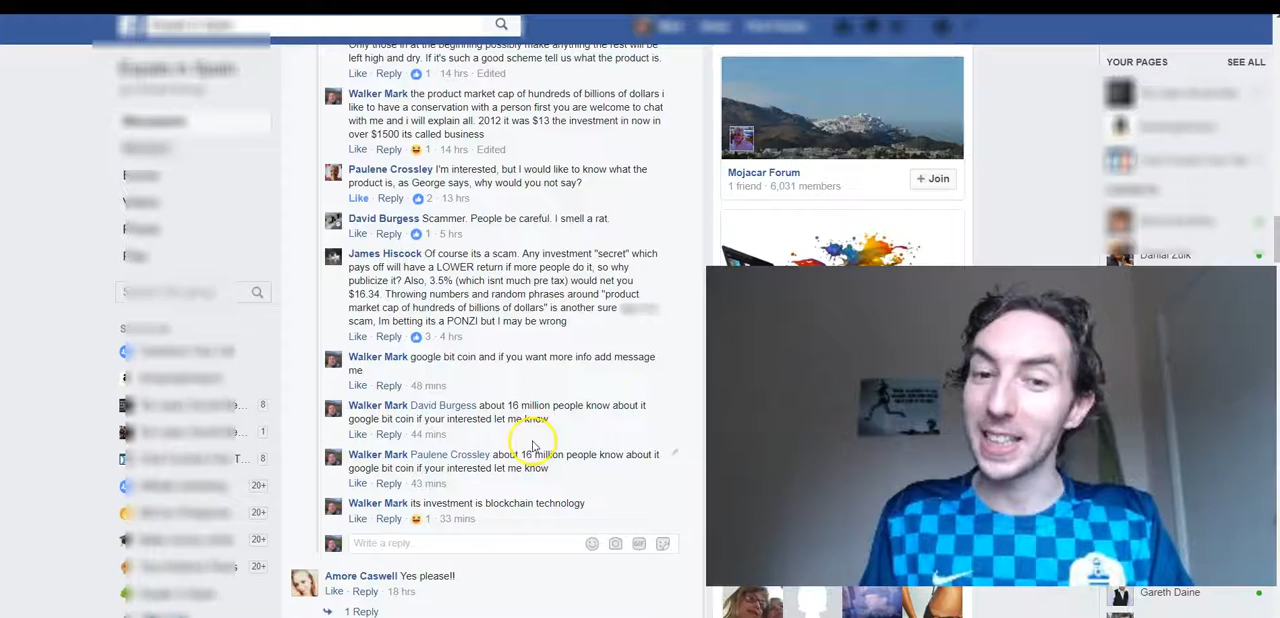 Only those in at the beginning possibly make anything the rest will be
left high and dry. If it's such a good scheme tell us what the product is.
Like · Reply · 1 · 14 hrs · Edited
Walker Mark the product market cap of hundreds of billions of dollars i
like to have a conservation with a person first you are welcome to chat
with me and i will explain all. 2012 it was $13 the investment in now in
over $1500 its called business
Like · Reply · 1 · 14 hrs · Edited
Paulene Crossley I'm interested, but I would like to know what the
product is, as George says, why would you not say?
Like · Reply · 2 · 13 hrs
David Burgess Scammer. People be careful. I smell a rat.
Like · Reply · 1 · 5 hrs
James Hiscock Of course its a scam. Any investment "secret" which
pays off will have a LOWER return if more people do it, so why
publicize it? Also, 3.5% (which isnt much pre tax) would net you
$16.34. Throwing numbers and random phrases around "product
market cap of hundreds of billions of dollars" is another sure
scam, Im betting its a PONZI but I may be wrong
Like · Reply · 3 · 4 hrs
Walker Mark google bit coin and if you want more info add message
me
Like · Reply · 48 mins
Walker Mark David Burgess about 16 million people know about it
google bit coin if your interested let me know
Like · Reply · 44 mins
Walker Mark Paulene Crossley about 16 million people know about it
google bit coin if your interested let me know
Like · Reply · 43 mins
Walker Mark its investment is blockchain technology
Like · Reply · 1 · 33 mins
Write a reply...
GIF
Amore Caswell Yes please!!
Like · Reply · 18 hrs
1 Reply
Mojacar Forum
1 friend · 6,031 members
+ Join
YOUR PAGES
SEE ALL
Danial Zulk
Gareth Daine
8
1
8
20+
20+
20+
20+